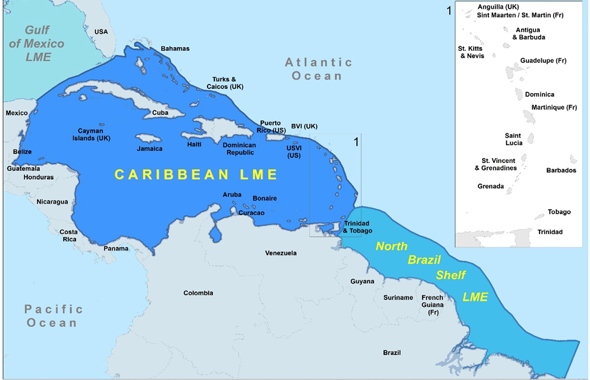 Gulf
of Mexico
LME
USA
Bahamas
Atlantic
Ocean
Turks &
Caicos (UK)
Mexico
Cuba
Cayman
Islands (UK)
Jamaica
Haiti
Dominican
Republic
Puerto
Rico (US)
BVI (UK)
USVI
(US)
1
Belize
Guatemala
Honduras
CARIBBEAN LME
Nicaragua
Aruba
Bonaire
Curacao
Costa
Rica
Panama
Trinidad
& Tobago
Venezuela
North
Brazil
Shelf
LME
Guyana
Suriname
French
Guiana
(Fr)
Colombia
Brazil
Pacific
Ocean
1
Anguilla (UK)
Sint Maarten / St. Martin (Fr)
Antigua
& Barbuda
St. Kitts
& Nevis
Guadelupe (Fr)
Dominica
Martinique (Fr)
Saint
Lucia
St. Vincent
& Grenadines
Barbados
Grenada
Tobago
Trinidad